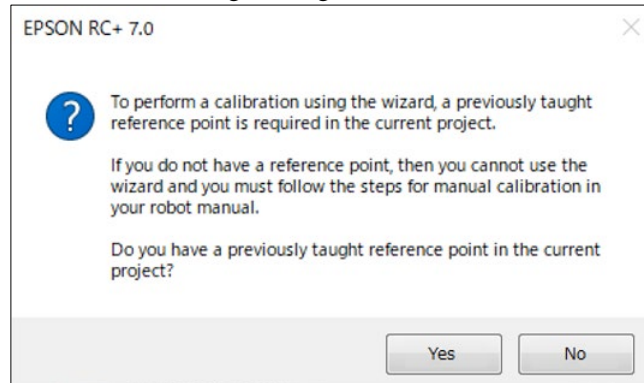 EPSON RC+ 7.0
To perform a calibration using the wizard, a previously taught
reference point is required in the current project.
If you do not have a reference point, then you cannot use the
wizard and you must follow the steps for manual calibration in
your robot manual.
Do you have a previously taught reference point in the current
project?
Yes
No